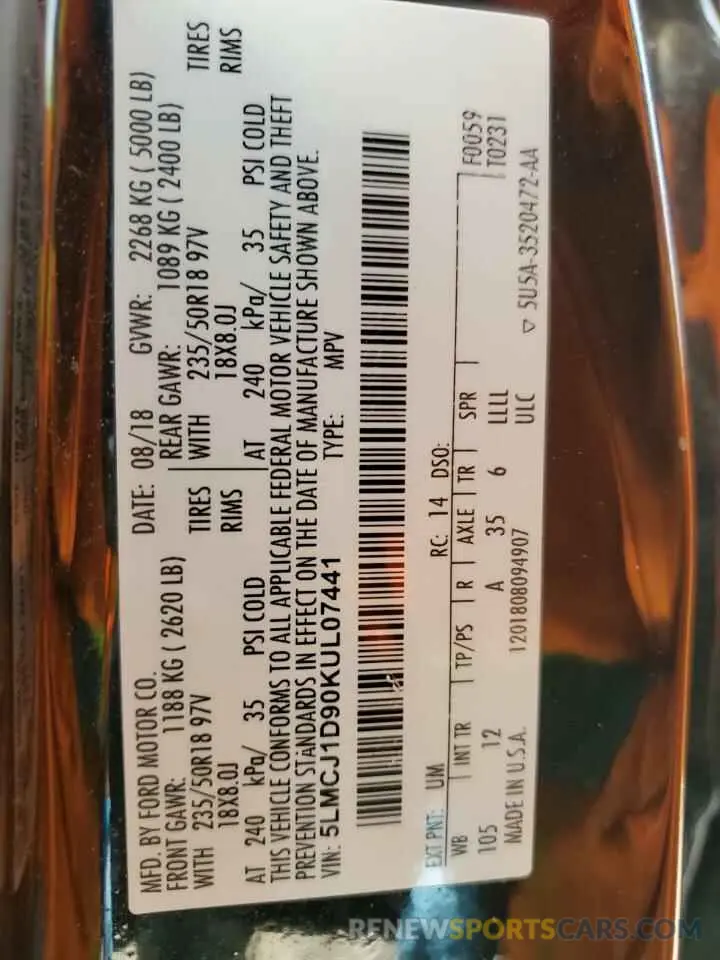 MFD. BY FORD MOTOR CO.   DATE: 08/18   GVWR: 2268 KG ( 5000 LB)
FRONT GAWR: 1188 KG ( 2620 LB)   REAR GAWR: 1089 KG ( 2400 LB)
WITH 235/50R18 97V TIRES   WITH 235/50R18 97V TIRES
18X8.0J RIMS   18X8.0J RIMS
AT 240 kPa/ 35 PSI COLD   AT 240 kPa/ 35 PSI COLD
THIS VEHICLE CONFORMS TO ALL APPLICABLE FEDERAL MOTOR VEHICLE SAFETY AND THEFT
PREVENTION STANDARDS IN EFFECT ON THE DATE OF MANUFACTURE SHOWN ABOVE.
VIN: 5LMCJ1D90KUL07441   TYPE: MPV
EXT PNT: UM   RC: 14   DSO:   F0059
WB   INT TR   TP/PS   R   AXLE   TR   SPR   T0231
105   12   A   35   6   LLLL
MADE IN U.S.A.   1201808094907   ULC   ▽ 5U5A-3520472-AA
RENEWSPORTSCARS.COM